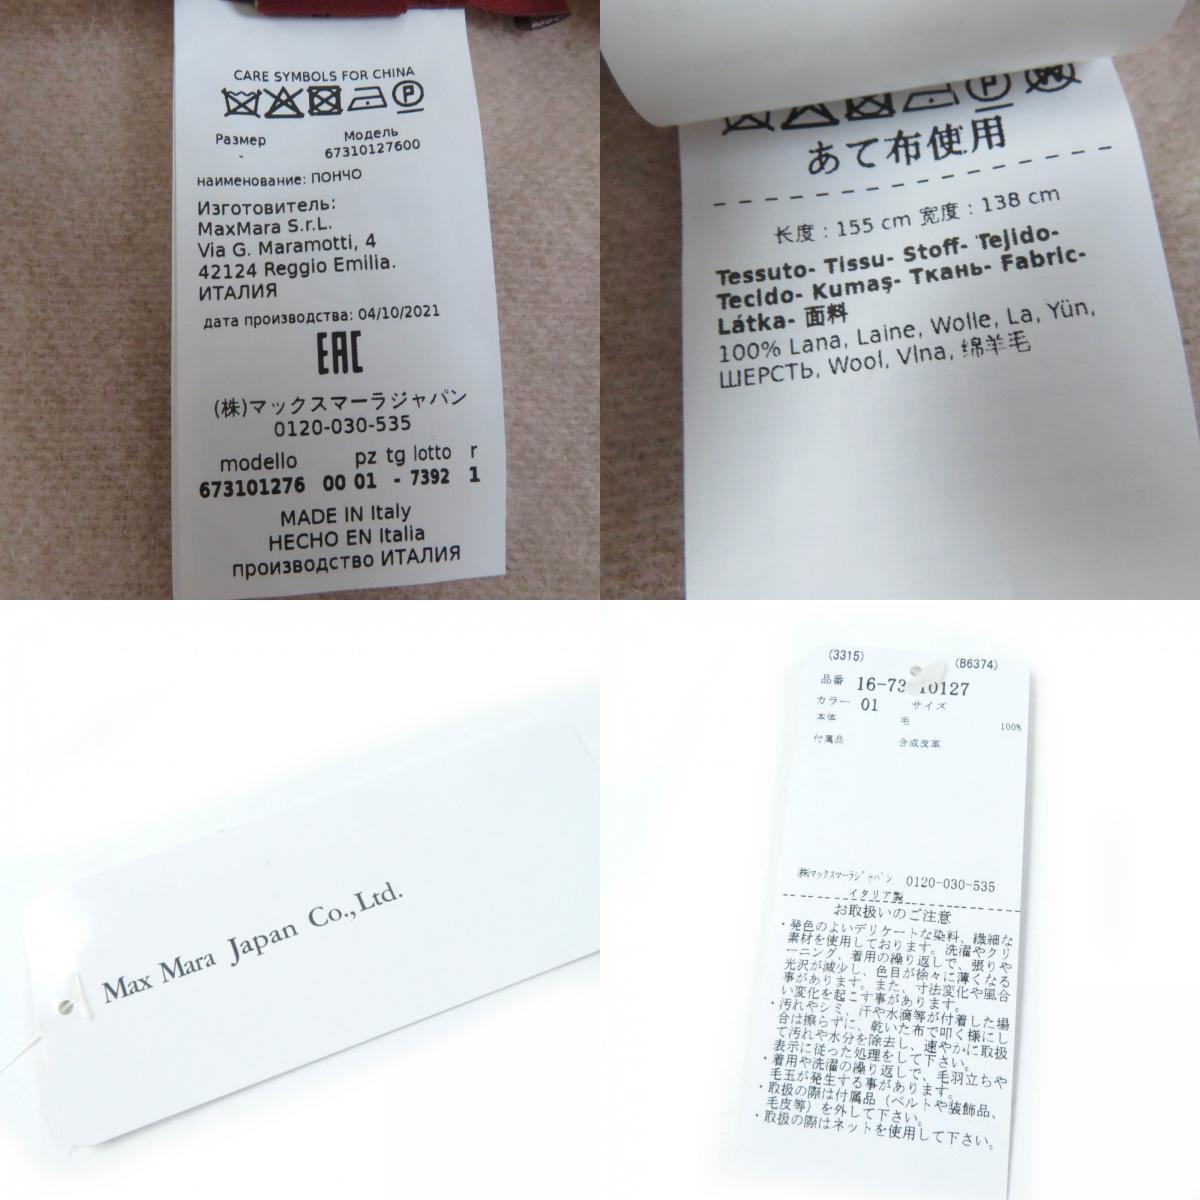 CARE SYMBOLS FOR CHINA
Размер
-
Модель
67310127600
наименование: ПОНЧО
Изготовитель:
MaxMara S.r.L.
Via G. Maramotti, 4
42124 Reggio Emilia.
ИТАЛИЯ
дата производства: 04/10/2021
EAC
(株)マックスマーラジャパン
0120-030-535
modello pz tg lotto r
673101276 00 01 - 7392 1
MADE IN Italy
HECHO EN Italia
производство ИТАЛИЯ
あて布使用
长度 : 155 cm 宽度 : 138 cm
Tessuto- Tissu- Stoff- Tejido-
Tecido- Kumaş- Ткань- Fabric-
Látka- 面料
100% Lana, Laine, Wolle, La, Yün,
ШЕРСТЬ, Wool, Vlna, 绵羊毛
Max Mara Japan Co., Ltd.
(3315) (B6374)
品番 16-73 10127
カラー 01 サイズ
本体 毛 100%
付属品 合成皮革
㈱マックスマーラジャパン 0120-030-535
イタリア製
お取扱いのご注意
・発色のよいデリケートな染料、繊細な
素材を使用しております。洗濯やクリ
ーニング、着用の繰り返しで、張りや
光沢が減少し、色目が徐々に薄くなる
事があります。また、寸法変化や風合
い変化を起こす事があります。
・汚れやシミ、汗や水滴等が付着した場
合は擦らずに、乾いた布で叩く様にし
て汚れや水分を除去し、速やかに取扱
表示に従った処理をして下さい。
・着用や洗濯の繰り返しで、毛羽立ちや
毛玉が発生する事があります。
・取扱の際は付属品（ベルトや装飾品、
毛皮等）を外して下さい。
・取扱の際はネットを使用して下さい。